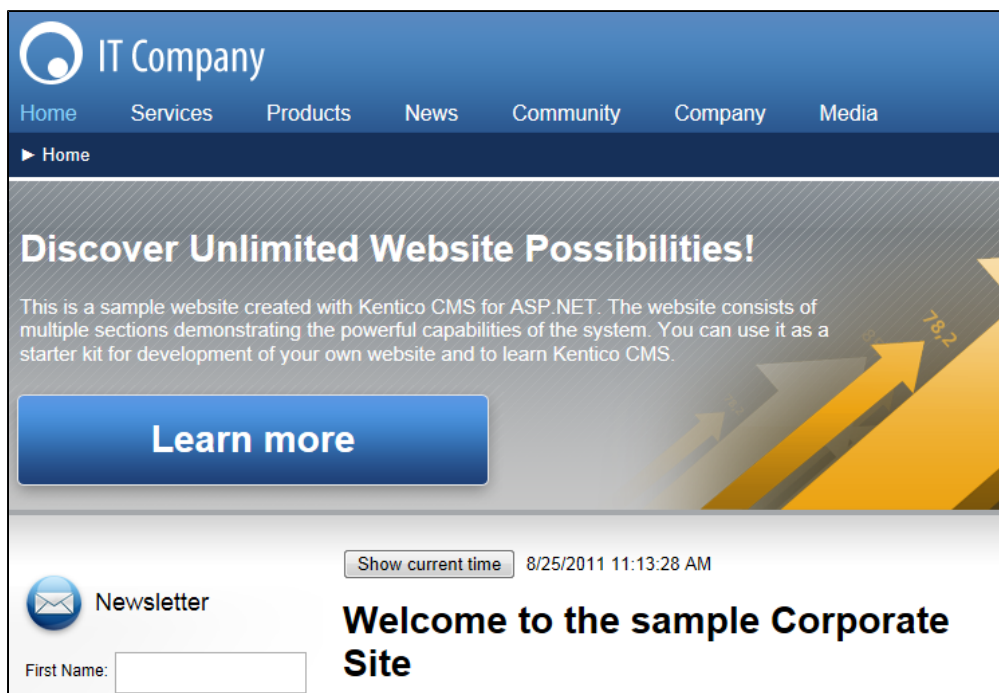 IT Company
Home Services Products News Community Company Media
► Home
Discover Unlimited Website Possibilities!
This is a sample website created with Kentico CMS for ASP.NET. The website consists of
multiple sections demonstrating the powerful capabilities of the system. You can use it as a
starter kit for development of your own website and to learn Kentico CMS.
78,2
Learn more
Show current time 8/25/2011 11:13:28 AM
Newsletter
Welcome to the sample Corporate
Site
First Name: